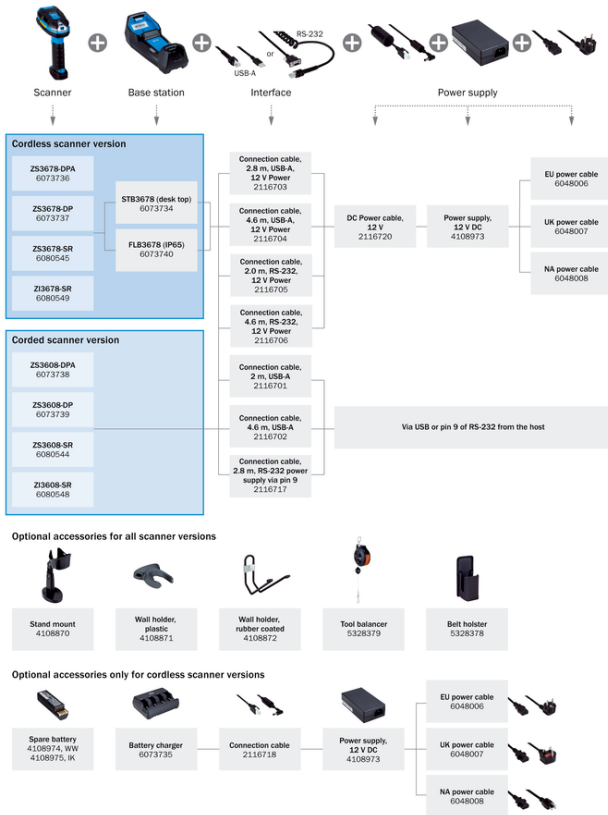 RS-232
or
USB-A
Scanner
Base station
Interface
Power supply
Cordless scanner version
ZS3678-DPA
6073736
ZS3678-DP
6073737
ZS3678-SR
6080545
ZI3678-SR
6080549
STB3678 (desk top)
6073734
FLB3678 (IP65)
6073740
Connection cable,
2.8 m, USB-A,
12 V Power
2116703
Connection cable,
4.6 m, USB-A,
12 V Power
2116704
Connection cable,
2.0 m, RS-232,
12 V Power
2116705
Connection cable,
4.6 m, RS-232,
12 V Power
2116706
DC Power cable,
12 V
2116720
Power supply,
12 V DC
4108973
EU power cable
6048006
UK power cable
6048007
NA power cable
6048008
Corded scanner version
ZS3608-DPA
6073738
ZS3608-DP
6073739
ZS3608-SR
6080544
ZI3608-SR
6080548
Connection cable,
2 m, USB-A
2116701
Connection cable,
4.6 m, USB-A
2116702
Connection cable,
2.8 m, RS-232 power
supply via pin 9
2116717
Via USB or pin 9 of RS-232 from the host
Optional accessories for all scanner versions
Stand mount
4108870
Wall holder,
plastic
4108871
Wall holder,
rubber coated
4108872
Tool balancer
5328379
Belt holster
5328378
Optional accessories only for cordless scanner versions
Spare battery
4108974, WW
4108975, IK
Battery charger
6073735
Connection cable
2116718
Power supply,
12 V DC
4108973
EU power cable
6048006
UK power cable
6048007
NA power cable
6048008